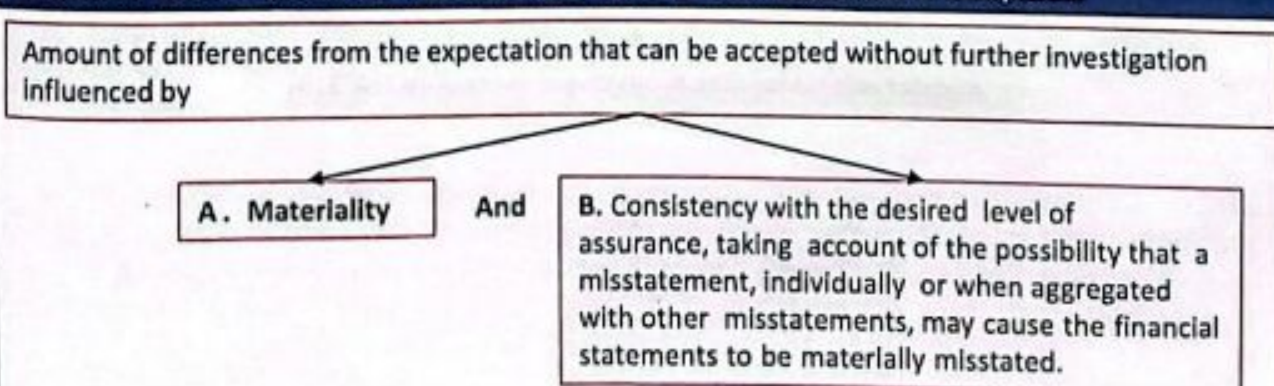 Amount of differences from the expectation that can be accepted without further investigation
influenced by
A. Materiality
And
B. Consistency with the desired level of
assurance, taking account of the possibility that a
misstatement, individually or when aggregated
with other misstatements, may cause the financial
statements to be materially misstated.